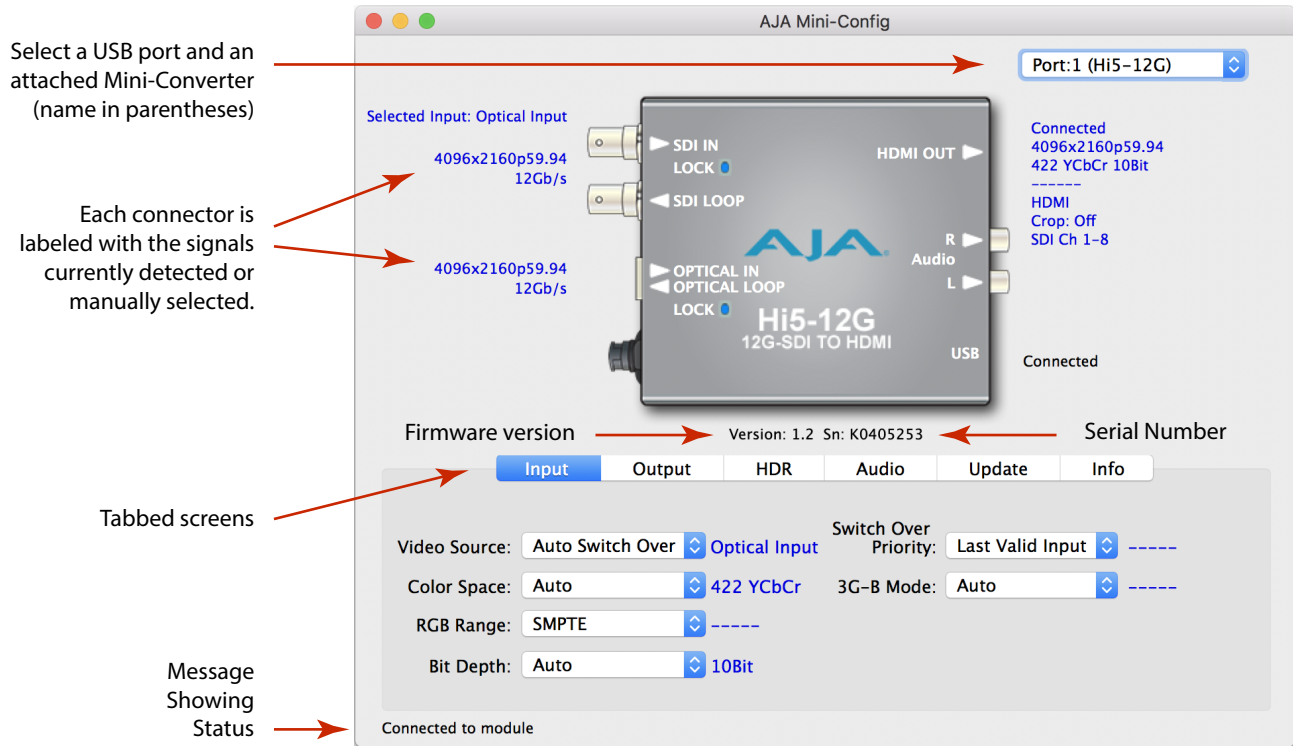 AJA Mini-Config
Select a USB port and an
attached Mini-Converter
(name in parentheses)
Port:1 (Hi5-12G)
Selected Input: Optical Input
4096x2160p59.94
12Gb/s
Each connector is
labeled with the signals
currently detected or
manually selected.
4096x2160p59.94
12Gb/s
SDI IN
LOCK
SDI LOOP
HDMI OUT
AJA
R
Audio
L
OPTICAL IN
OPTICAL LOOP
LOCK
Hi5-12G
12G-SDI TO HDMI
USB
Connected
4096x2160p59.94
422 YCbCr 10Bit
------
HDMI
Crop: Off
SDI Ch 1-8
Connected
Firmware version
Version: 1.2 Sn: K0405253
Serial Number
Tabbed screens
Input Output HDR Audio Update Info
Video Source: Auto Switch Over Optical Input
Switch Over
Priority: Last Valid Input -----
Color Space: Auto 422 YCbCr
3G-B Mode: Auto -----
RGB Range: SMPTE -----
Bit Depth: Auto 10Bit
Message
Showing
Status
Connected to module